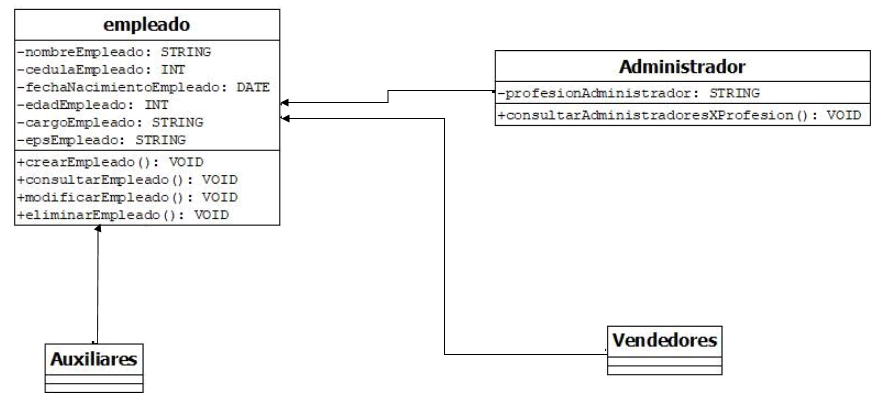 empleado
-nombreEmpleado: STRING
-cedulaEmpleado: INT
-fechaNacimientoEmpleado: DATE
-edadEmpleado: INT
-cargoEmpleado: STRING
-epsEmpleado: STRING
+crearEmpleado(): VOID
+consultarEmpleado(): VOID
+modificarEmpleado(): VOID
+eliminarEmpleado(): VOID
Administrador
-profesionAdministrador: STRING
+consultarAdministradoresXProfesion(): VOID
Auxiliares
Vendedores